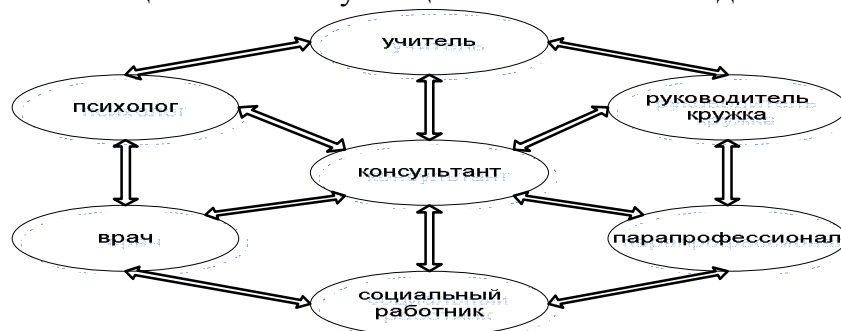 учитель
психолог
руководитель
кружка
консультант
врач
парапрофессионал
социальный
работник